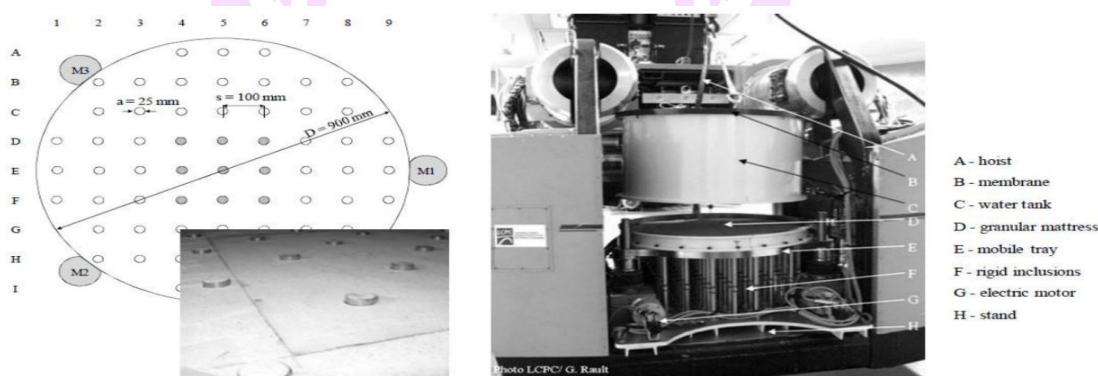 1 2 3 4 5 6 7 8 9
A
M3
B
a = 25 mm
s = 100 mm
C
D = 900 mm
D
E
M1
F
G
H
M2
I
A
B
C
D
E
F
G
H
Photo LCPC/ G. Rault
A - hoist
B - membrane
C - water tank
D - granular mattress
E - mobile tray
F - rigid inclusions
G - electric motor
H - stand